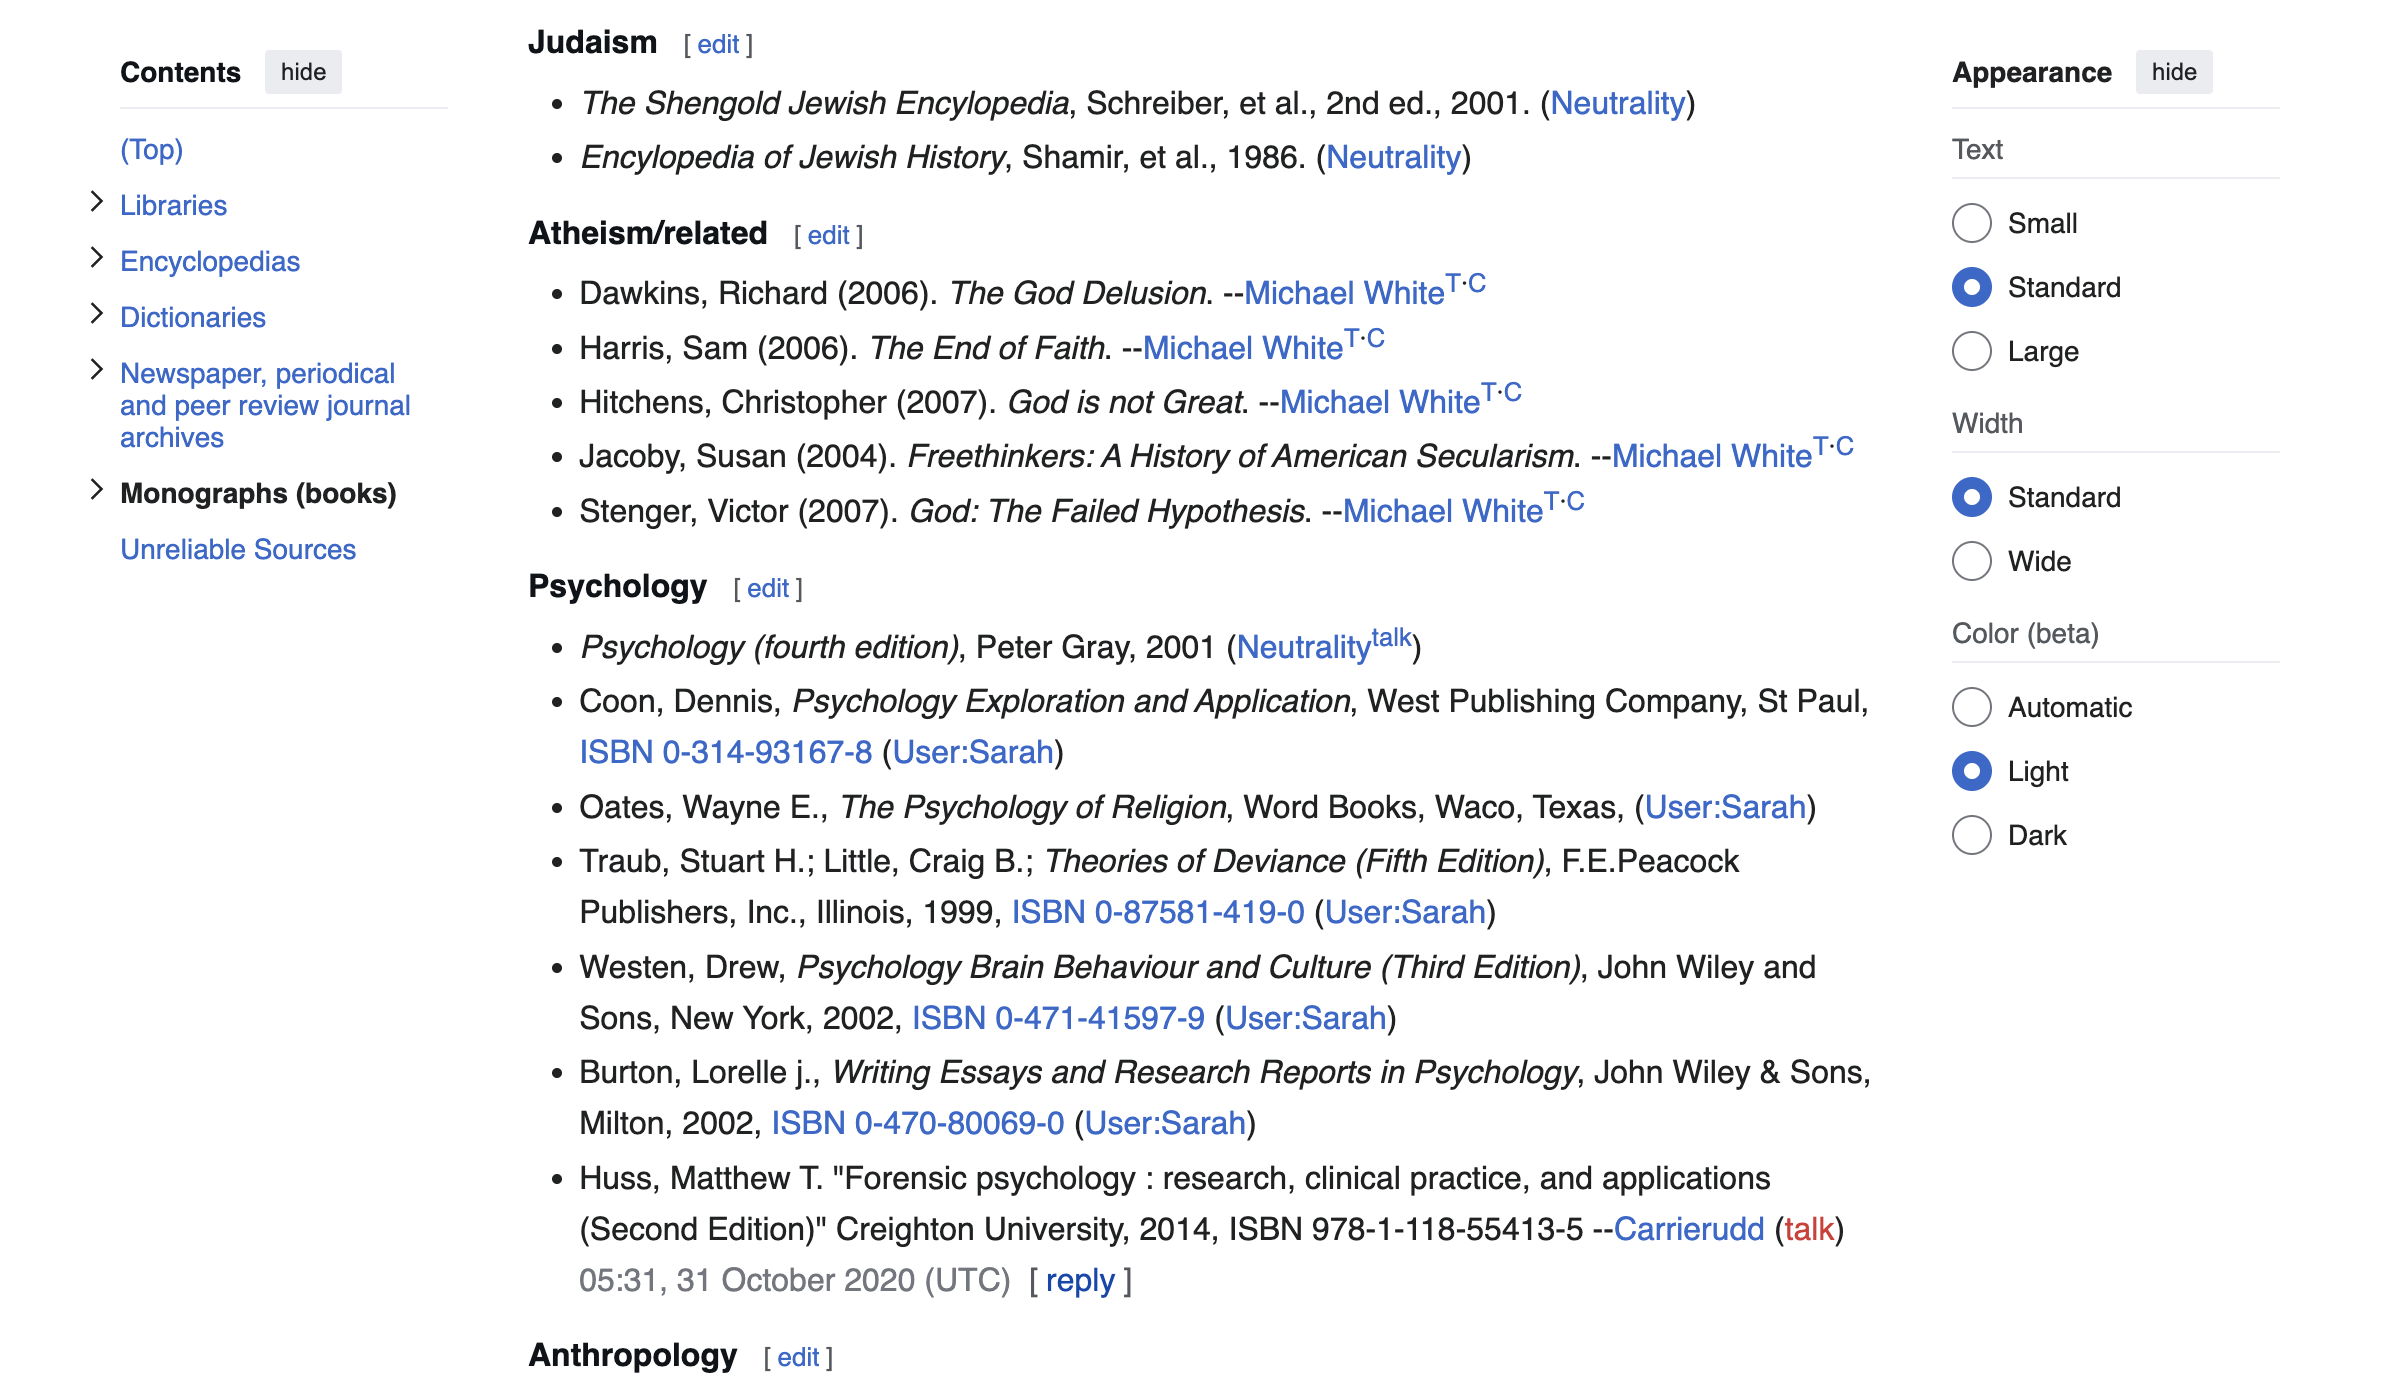 Contents hide
(Top)
Libraries
Encyclopedias
Dictionaries
Newspaper, periodical
and peer review journal
archives
Monographs (books)
Unreliable Sources
Judaism [ edit ]
• The Shengold Jewish Encyclopedia, Schreiber, et al., 2nd ed., 2001. (Neutrality)
• Encylopedia of Jewish History, Shamir, et al., 1986. (Neutrality)
Atheism/related [ edit ]
• Dawkins, Richard (2006). The God Delusion. --Michael White T·C
• Harris, Sam (2006). The End of Faith. --Michael White T·C
• Hitchens, Christopher (2007). God is not Great. --Michael White T·C
• Jacoby, Susan (2004). Freethinkers: A History of American Secularism. --Michael White T·C
• Stenger, Victor (2007). God: The Failed Hypothesis. --Michael White T·C
Psychology [ edit ]
• Psychology (fourth edition), Peter Gray, 2001 (Neutrality talk)
• Coon, Dennis, Psychology Exploration and Application, West Publishing Company, St Paul,
ISBN 0-314-93167-8 (User:Sarah)
• Oates, Wayne E., The Psychology of Religion, Word Books, Waco, Texas, (User:Sarah)
• Traub, Stuart H.; Little, Craig B.; Theories of Deviance (Fifth Edition), F.E.Peacock
Publishers, Inc., Illinois, 1999, ISBN 0-87581-419-0 (User:Sarah)
• Westen, Drew, Psychology Brain Behaviour and Culture (Third Edition), John Wiley and
Sons, New York, 2002, ISBN 0-471-41597-9 (User:Sarah)
• Burton, Lorelle j., Writing Essays and Research Reports in Psychology, John Wiley & Sons,
Milton, 2002, ISBN 0-470-80069-0 (User:Sarah)
• Huss, Matthew T. "Forensic psychology : research, clinical practice, and applications
(Second Edition)" Creighton University, 2014, ISBN 978-1-118-55413-5 --Carrierudd (talk)
05:31, 31 October 2020 (UTC) [ reply ]
Anthropology [ edit ]
Appearance hide
Text
Small
Standard
Large
Width
Standard
Wide
Color (beta)
Automatic
Light
Dark